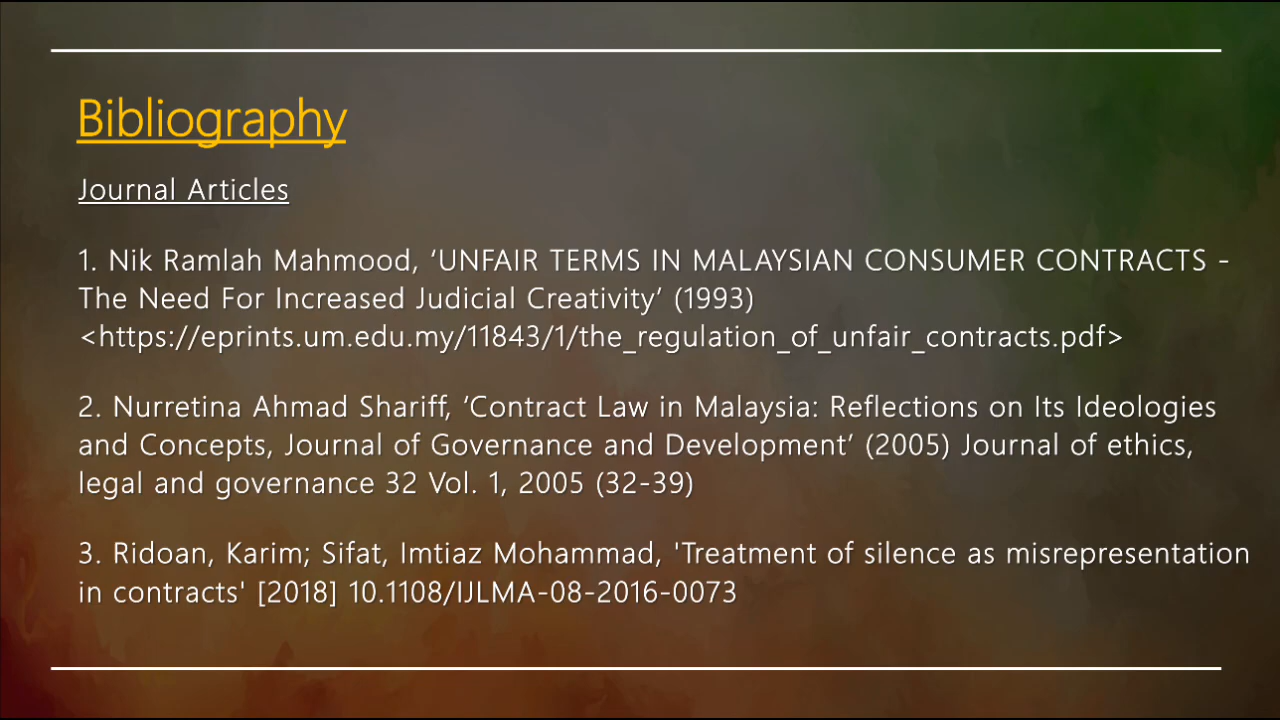 Bibliography
Journal Articles
1. Nik Ramlah Mahmood, ‘UNFAIR TERMS IN MALAYSIAN CONSUMER CONTRACTS -
The Need For Increased Judicial Creativity’ (1993)
<https://eprints.um.edu.my/11843/1/the_regulation_of_unfair_contracts.pdf>
2. Nurretina Ahmad Shariff, ‘Contract Law in Malaysia: Reflections on Its Ideologies
and Concepts, Journal of Governance and Development’ (2005) Journal of ethics,
legal and governance 32 Vol. 1, 2005 (32-39)
3. Ridoan, Karim; Sifat, Imtiaz Mohammad, 'Treatment of silence as misrepresentation
in contracts' [2018] 10.1108/IJLMA-08-2016-0073